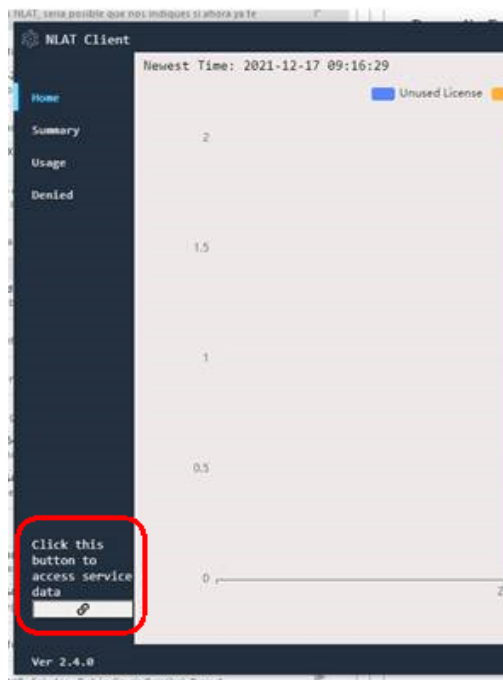 NLAT, seria posible que nos indiques si ahora ya te
NLAT Client
Newest Time: 2021-12-17 09:16:29
Home
Unused License
Summary
2
Usage
Denied
1.5
1
0.5
Click this
button to
access service
data
0
2
Ver 2.4.0